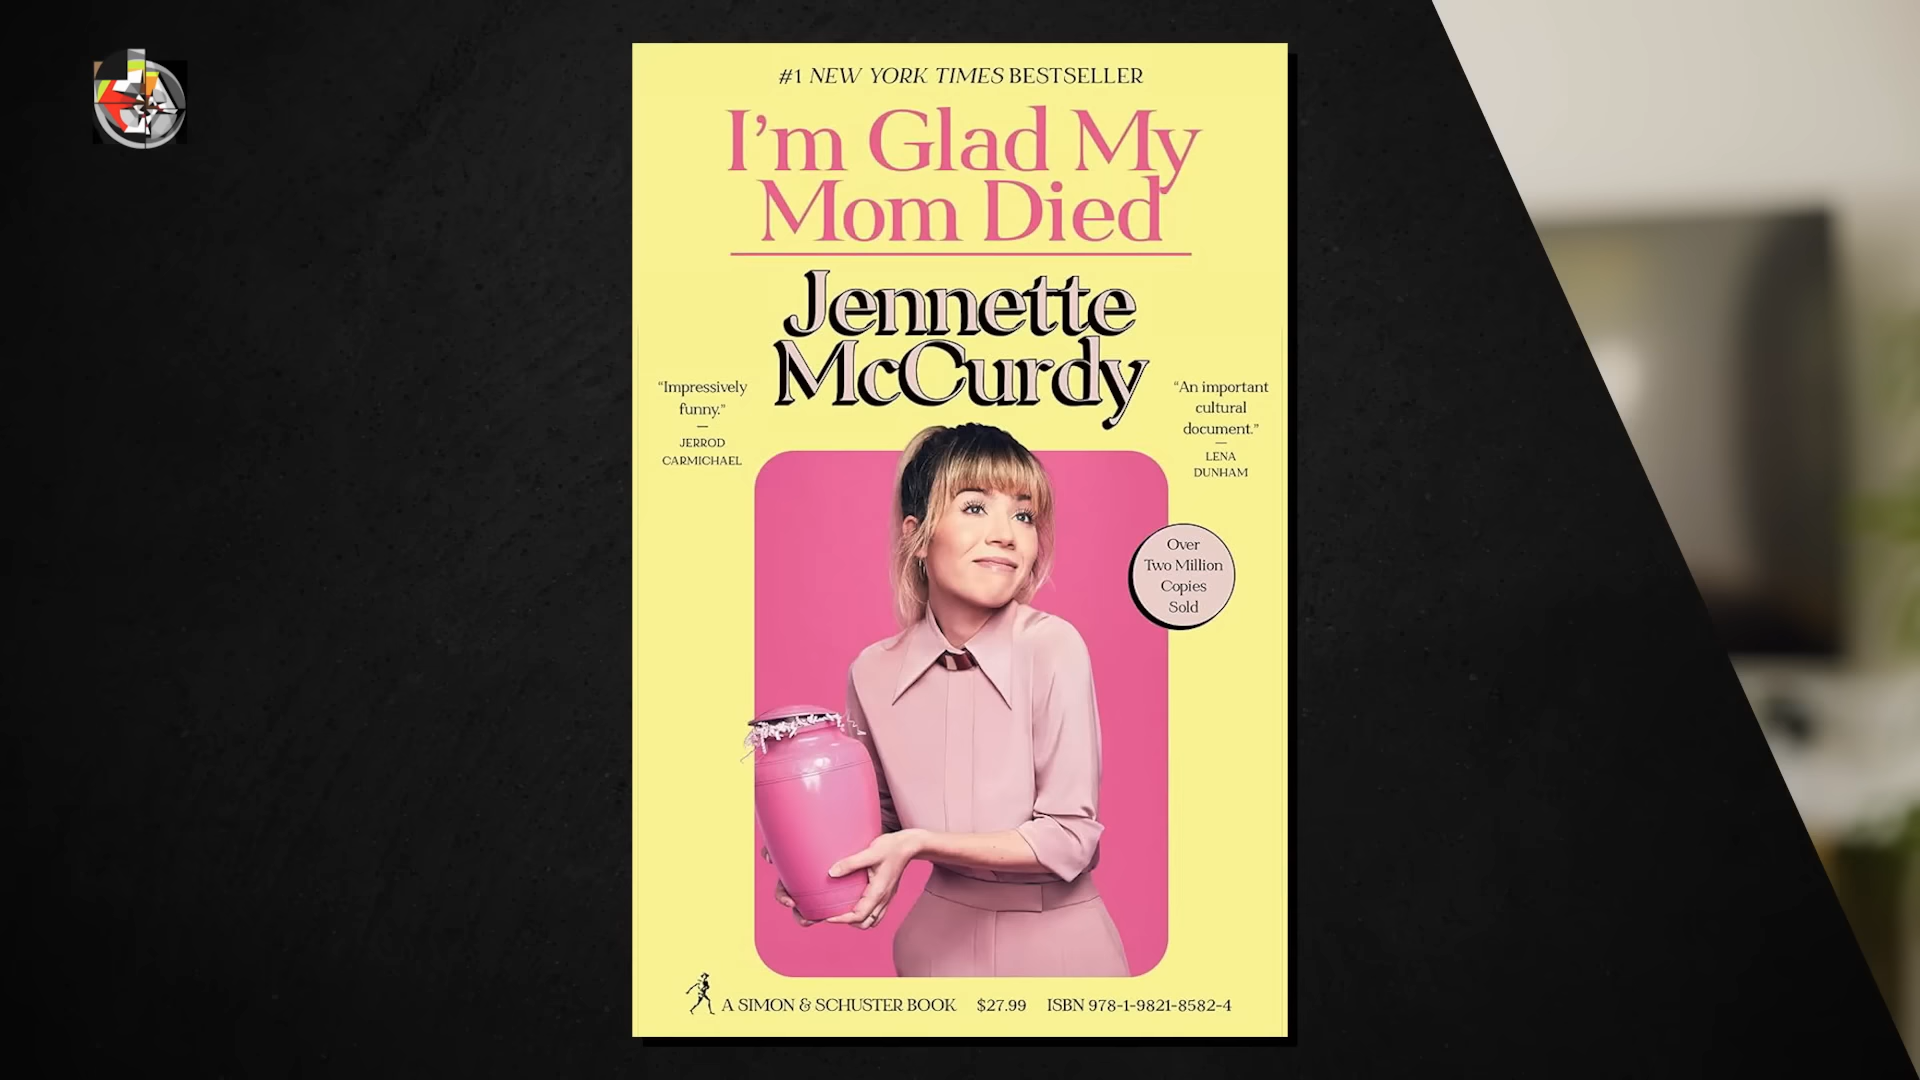 #1 NEW YORK TIMES BESTSELLER
I'm Glad My
Mom Died
Jennette
McCurdy
“Impressively
funny.”
—
JERROD
CARMICHAEL
“An important
cultural
document.”
—
LENA
DUNHAM
Over
Two Million
Copies
Sold
A SIMON & SCHUSTER BOOK $27.99 ISBN 978-1-9821-8582-4